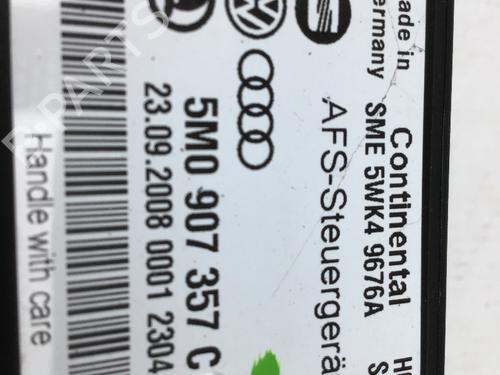 Made in
Germany
Continental
SME 5WK4 9676A
AFS-Steuergerä
5M0 907 357 C
23.09.2008 0001 2304
Handle with care
B-Parts